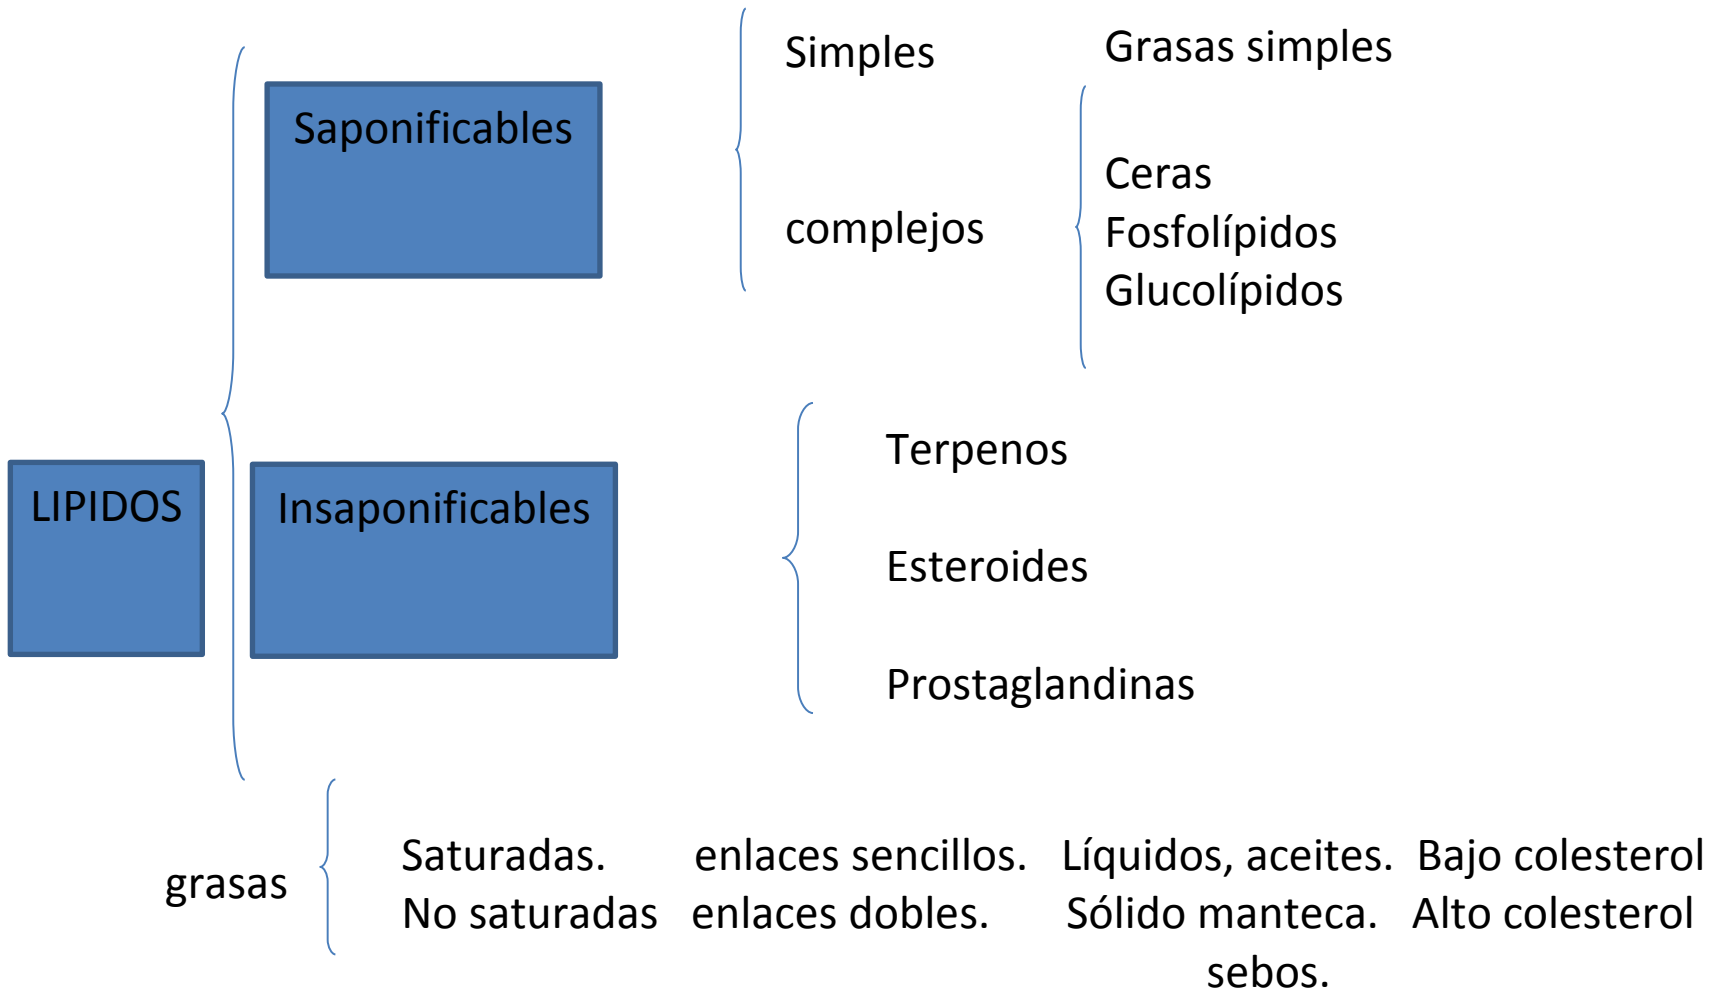 Simples
Grasas simples
Saponificables
Ceras
complejos
Fosfolípidos
Glucolípidos
Terpenos
LIPIDOS
Insaponificables
Esteroides
Prostaglandinas
grasas
Saturadas. enlaces sencillos. Líquidos, aceites. Bajo colesterol
No saturadas enlaces dobles. Sólido manteca. Alto colesterol
sebos.